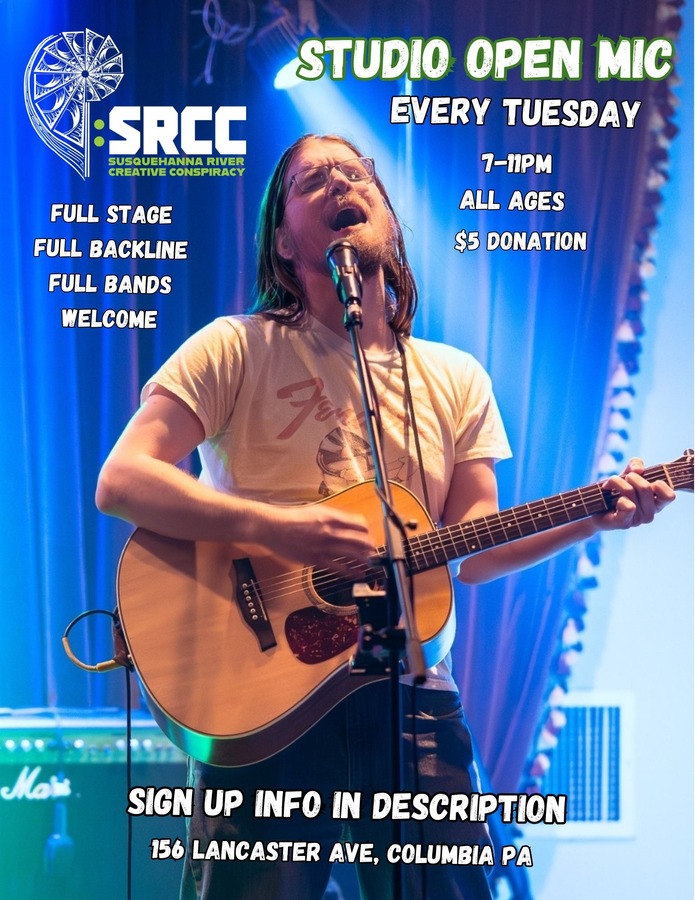 STUDIO OPEN MIC
EVERY TUESDAY
7-11PM
ALL AGES
$5 DONATION
:SRCC
SUSQUEHANNA RIVER
CREATIVE CONSPIRACY
FULL STAGE
FULL BACKLINE
FULL BANDS
WELCOME
SIGN UP INFO IN DESCRIPTION
156 LANCASTER AVE, COLUMBIA PA